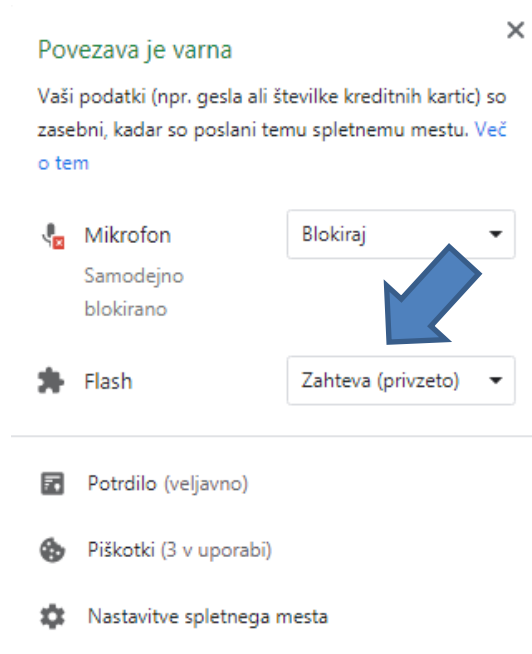 Povezava je varna
Vaši podatki (npr. gesla ali številke kreditnih kartic) so
zasebni, kadar so poslani temu spletnemu mestu. Več
o tem
Mikrofon
Blokiraj
Samodejno
blokirano
Flash
Zahteva (privzeto)
Potrdilo (veljavno)
Piškotki (3 v uporabi)
Nastavitve spletnega mesta